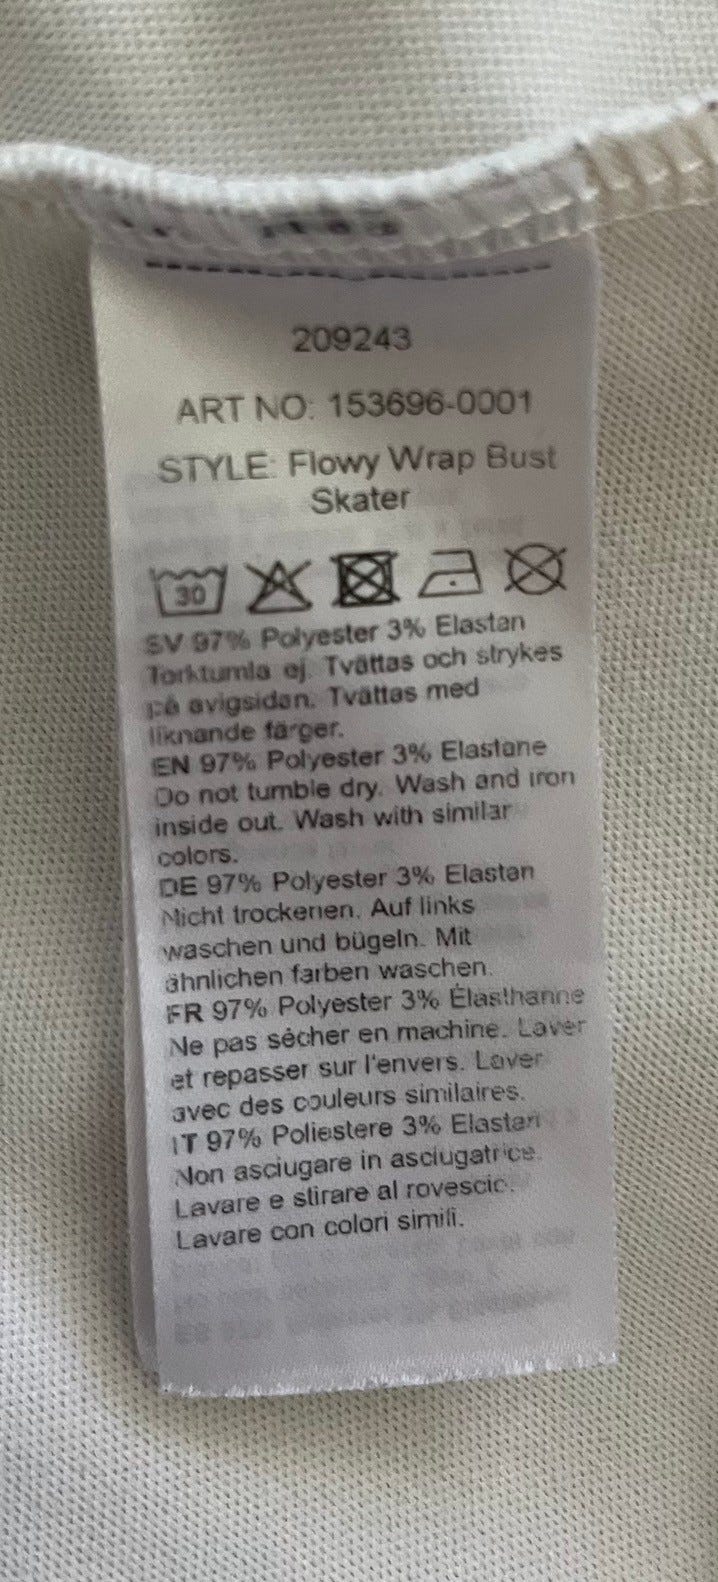 209243
ART NO: 153696-0001
STYLE: Flowy Wrap Bust
Skater
30
SV 97% Polyester 3% Elastan
Torktumla ej. Tvättas och strykes
på avigsidan. Tvättas med
liknande färger.
EN 97% Polyester 3% Elastane
Do not tumble dry. Wash and iron
inside out. Wash with similar
colors.
DE 97% Polyester 3% Elastan
Nicht trockenen. Auf links
waschen und bügeln. Mit
ähnlichen farben waschen.
FR 97% Polyester 3% Élasthanne
Ne pas sécher en machine. Laver
et repasser sur l'envers. Laver
avec des couleurs similaires.
IT 97% Poliestere 3% Elastan
Non asciugare in asciugatrice.
Lavare e stirare al rovescio.
Lavare con colori simili.